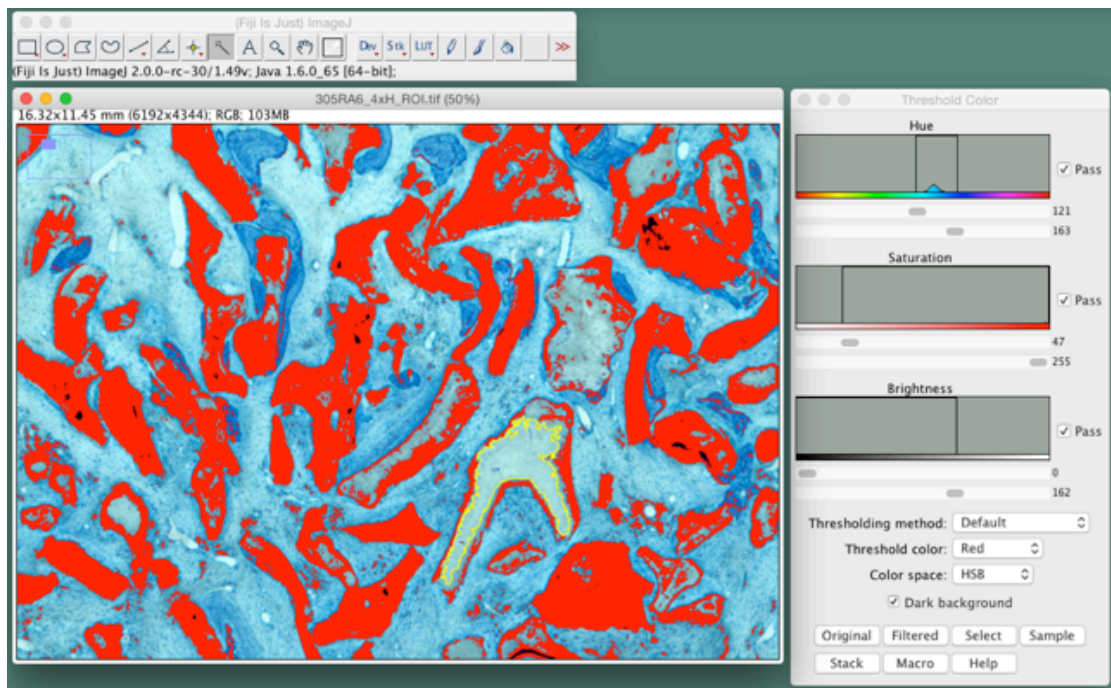 (Fiji Is Just) ImageJ
Dev Stk LUT
(Fiji Is Just) ImageJ 2.0.0-rc-30/1.49v; Java 1.6.0_65 [64-bit];
305RA6_4xH_ROI.tif (50%)
16.32x11.45 mm (6192x4344); RGB; 103MB
Threshold Color
Hue
Pass
121
163
Saturation
Pass
47
255
Brightness
Pass
0
162
Thresholding method: Default
Threshold color: Red
Color space: HSB
Dark background
Original Filtered Select Sample
Stack Macro Help